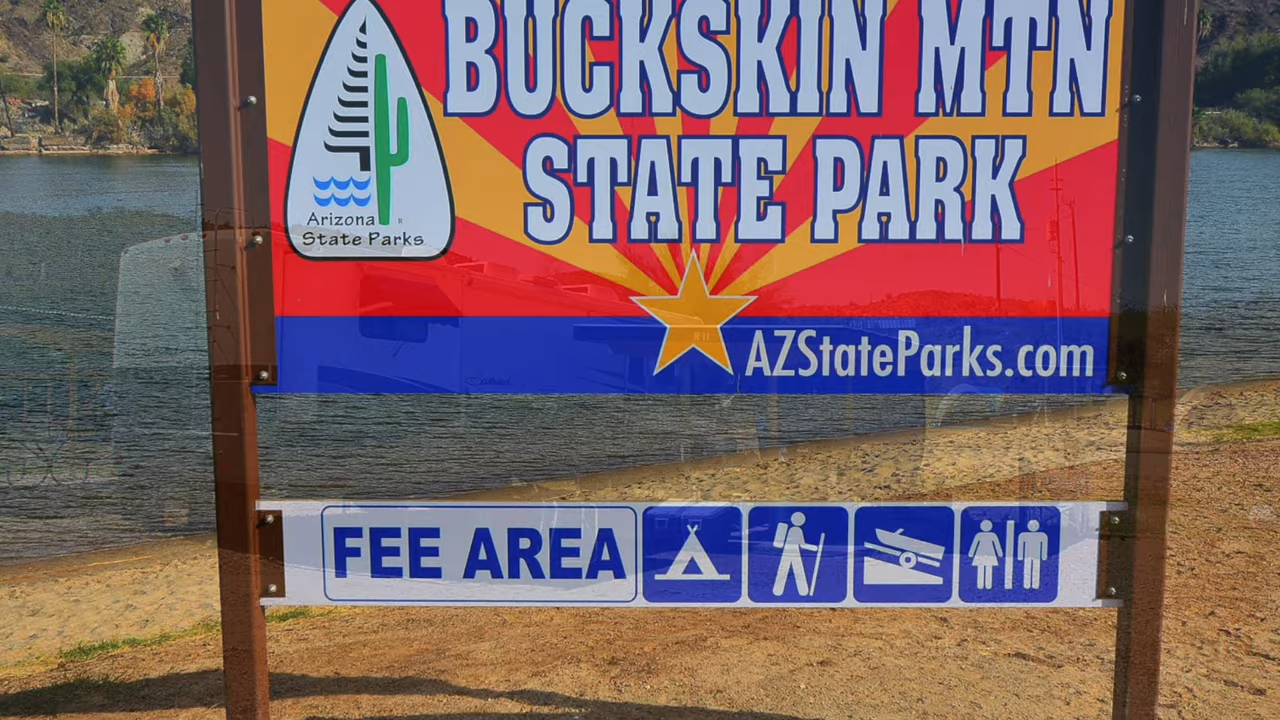 BUCKSKIN MTN
STATE PARK
Arizona
State Parks
®
AZStateParks.com
FEE AREA